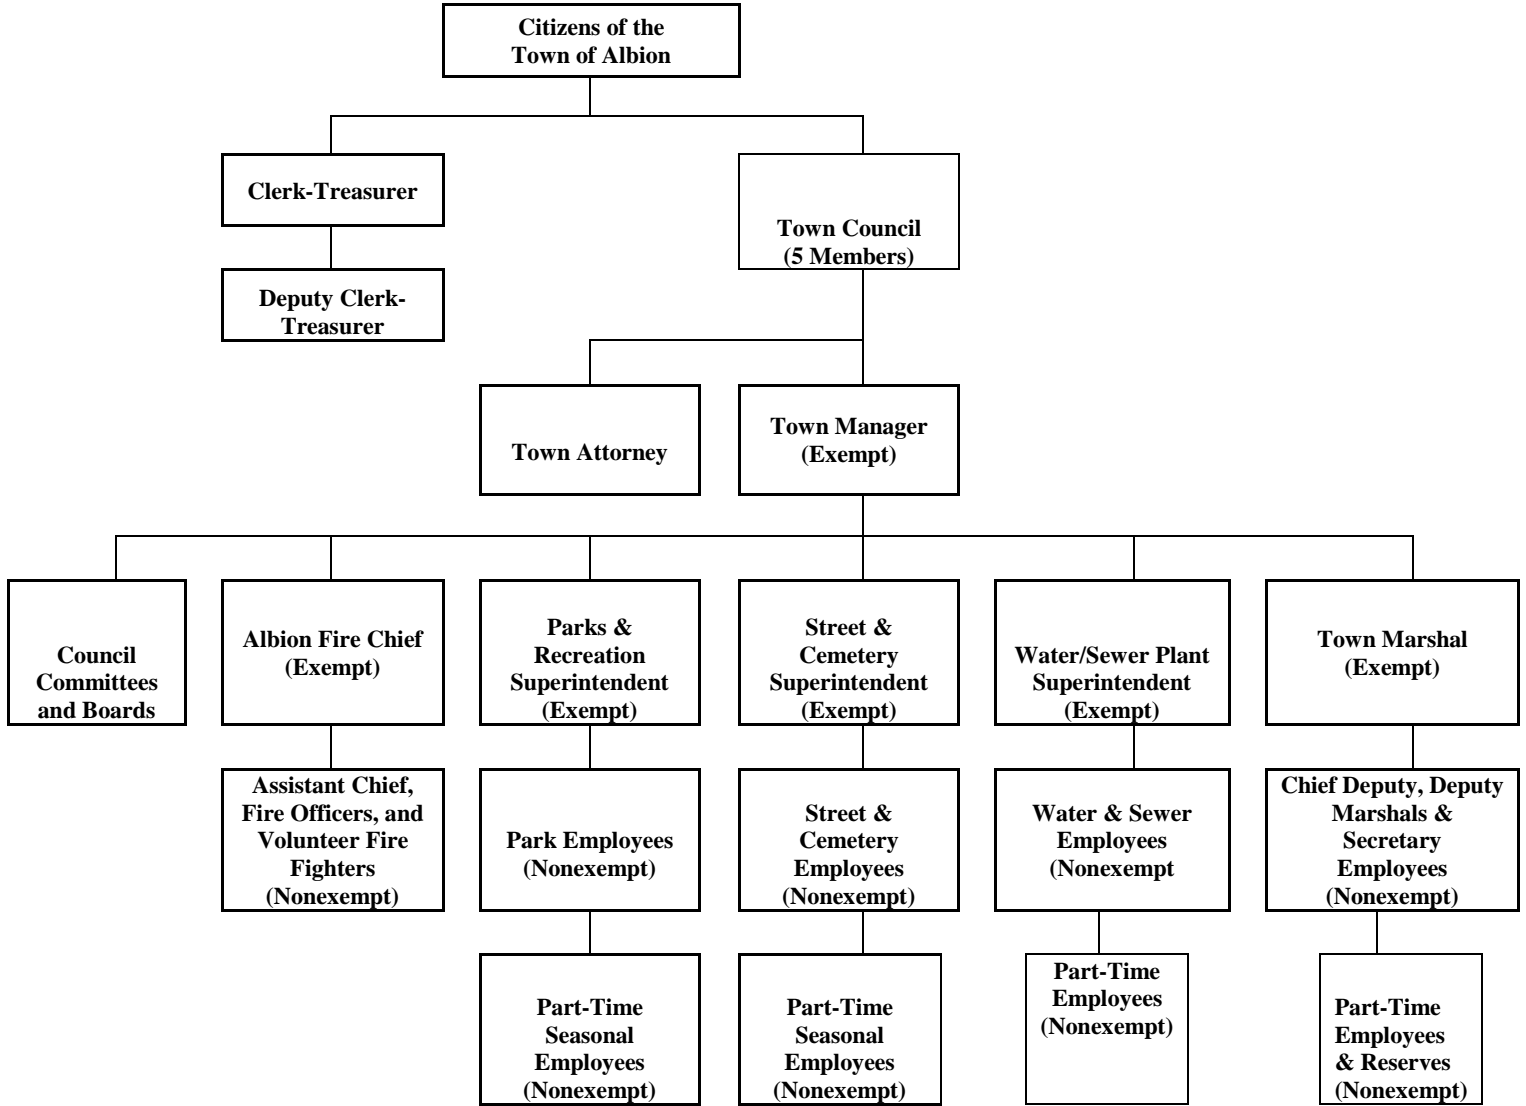 Citizens of the
Town of Albion
Clerk-Treasurer
Town Council
(5 Members)
Deputy Clerk-
Treasurer
Town Attorney
Town Manager
(Exempt)
Council
Committees
and Boards
Albion Fire Chief
(Exempt)
Parks &
Recreation
Superintendent
(Exempt)
Street &
Cemetery
Superintendent
(Exempt)
Water/Sewer Plant
Superintendent
(Exempt)
Town Marshal
(Exempt)
Assistant Chief,
Fire Officers, and
Volunteer Fire
Fighters
(Nonexempt)
Park Employees
(Nonexempt)
Street &
Cemetery
Employees
(Nonexempt)
Water & Sewer
Employees
(Nonexempt
Chief Deputy, Deputy
Marshals &
Secretary
Employees
(Nonexempt)
Part-Time
Seasonal
Employees
(Nonexempt)
Part-Time
Seasonal
Employees
(Nonexempt)
Part-Time
Employees
(Nonexempt)
Part-Time
Employees
& Reserves
(Nonexempt)